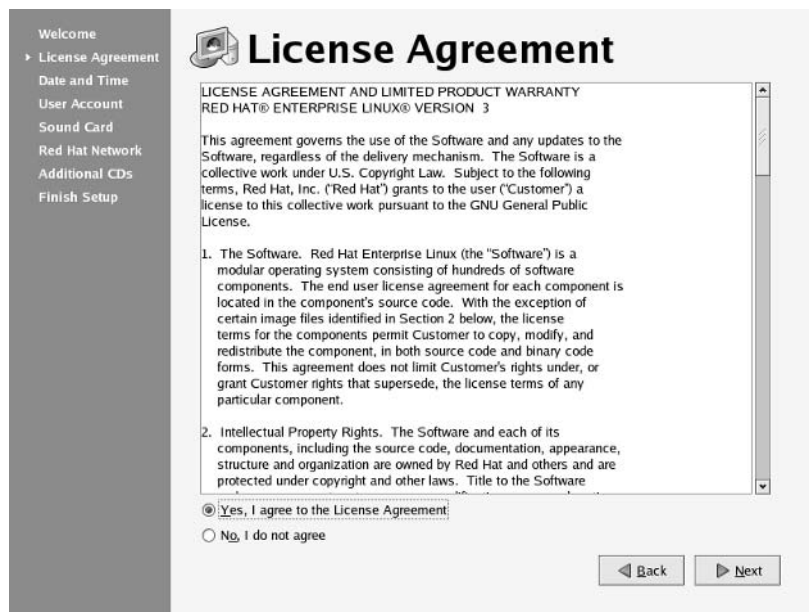 Welcome
License Agreement
Date and Time
User Account
Sound Card
Red Hat Network
Additional CDs
Finish Setup
License Agreement
LICENSE AGREEMENT AND LIMITED PRODUCT WARRANTY
RED HAT® ENTERPRISE LINUX® VERSION 3
This agreement governs the use of the Software and any updates to the
Software, regardless of the delivery mechanism. The Software is a
collective work under U.S. Copyright Law. Subject to the following
terms, Red Hat, Inc. ("Red Hat") grants to the user ("Customer") a
license to this collective work pursuant to the GNU General Public
License.
1. The Software. Red Hat Enterprise Linux (the "Software") is a
modular operating system consisting of hundreds of software
components. The end user license agreement for each component is
located in the component's source code. With the exception of
certain image files identified in Section 2 below, the license
terms for the components permit Customer to copy, modify, and
redistribute the component, in both source code and binary code
forms. This agreement does not limit Customer's rights under, or
grant Customer rights that supersede, the license terms of any
particular component.
2. Intellectual Property Rights. The Software and each of its
components, including the source code, documentation, appearance,
structure and organization are owned by Red Hat and others and are
protected under copyright and other laws. Title to the Software
Yes, I agree to the License Agreement
No, I do not agree
Back
Next